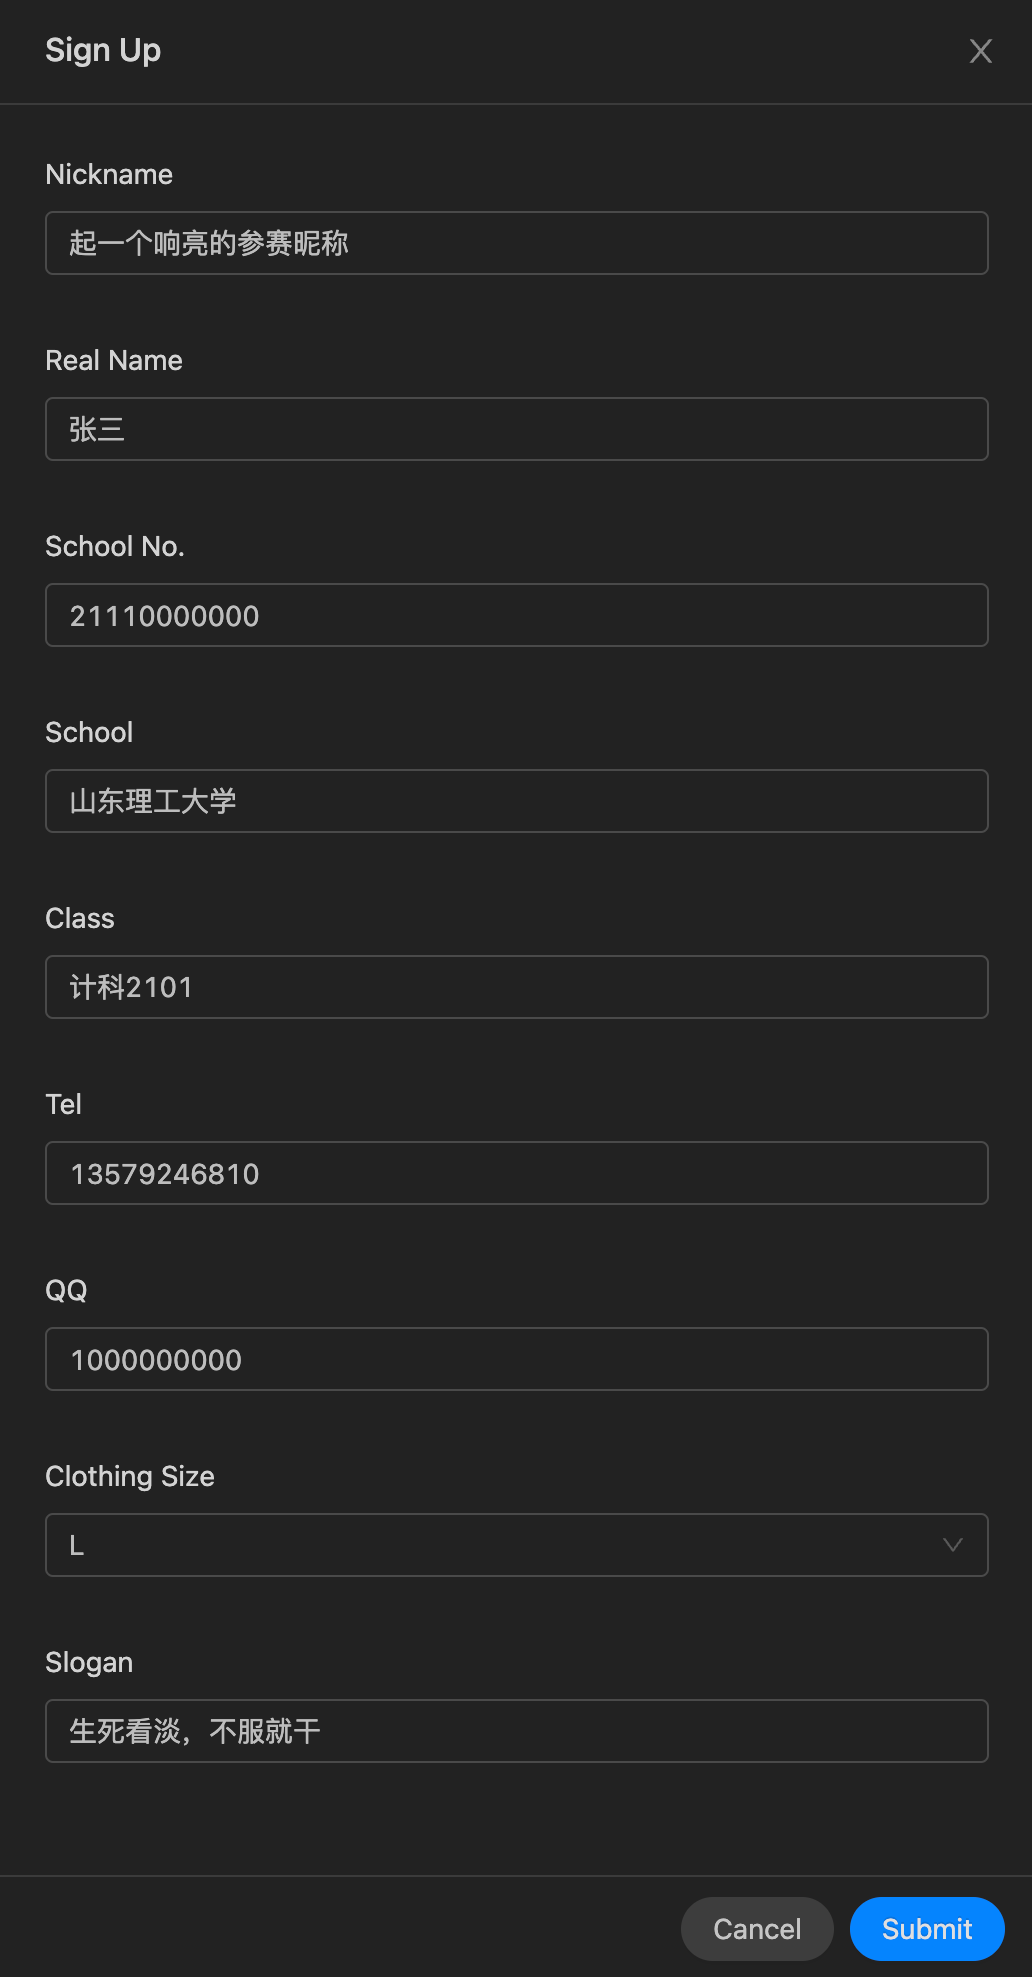 Sign Up
Nickname
起一个响亮的参赛昵称
Real Name
张三
School No.
21110000000
School
山东理工大学
Class
计科2101
Tel
13579246810
QQ
1000000000
Clothing Size
L
Slogan
生死看淡，不服就干
Cancel Submit